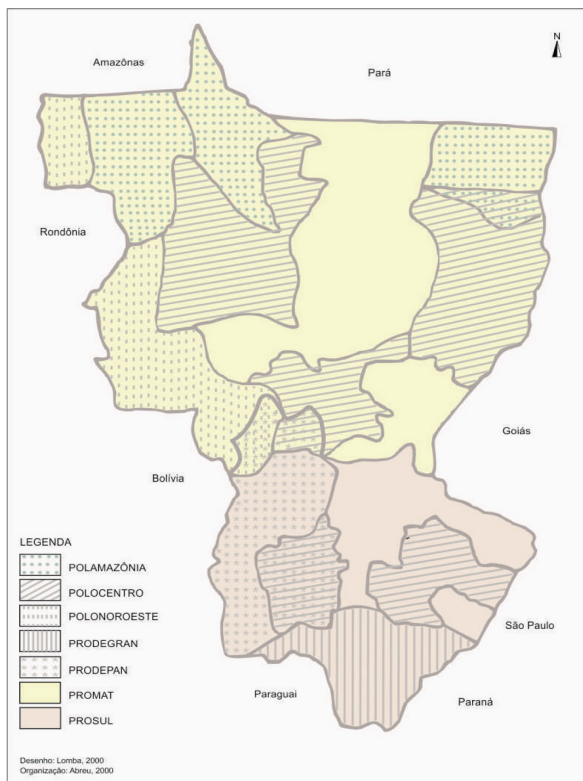 N
Amazônas
Pará
Rondônia
Goiás
Bolívia
LEGENDA
POLAMAZÔNIA
POLOCENTRO
POLONOROESTE
PRODEGRAN
PRODEPAN
PROMAT
PROSUL
São Paulo
Paraguai
Paraná
Desenho: Lomba, 2000
Organização: Abreu, 2000